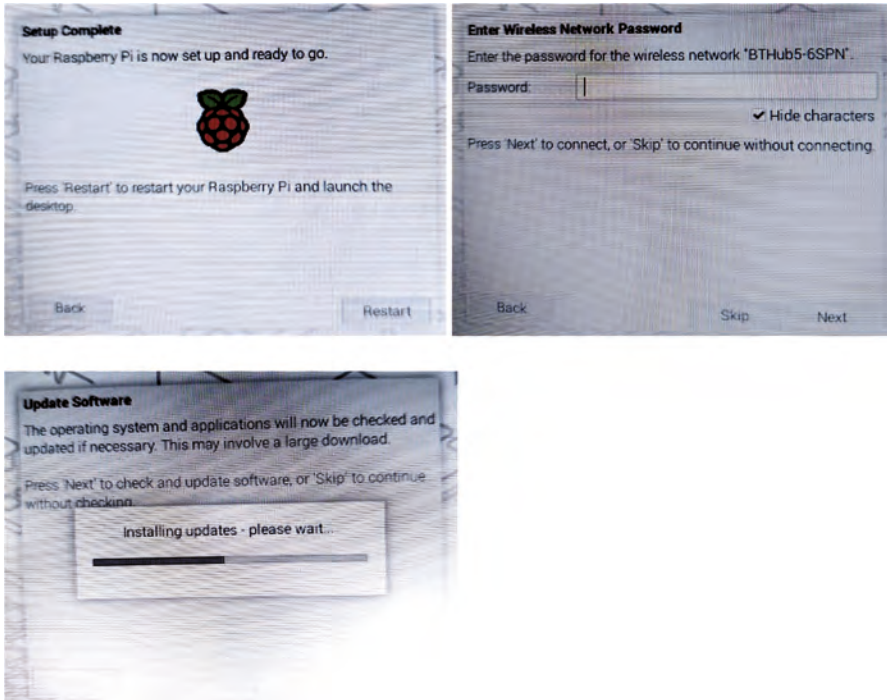 Setup Complete
Your Raspberry Pi is now set up and ready to go.
Press 'Restart' to restart your Raspberry Pi and launch the
desktop.
Back
Restart
Enter Wireless Network Password
Enter the password for the wireless network "BTHub5-6SPN".
Password:
Hide characters
Press 'Next' to connect, or 'Skip' to continue without connecting.
Back
Skip
Next
Update Software
The operating system and applications will now be checked and
updated if necessary. This may involve a large download.
Press 'Next' to check and update software, or 'Skip' to continue
without checking.
Installing updates - please wait...